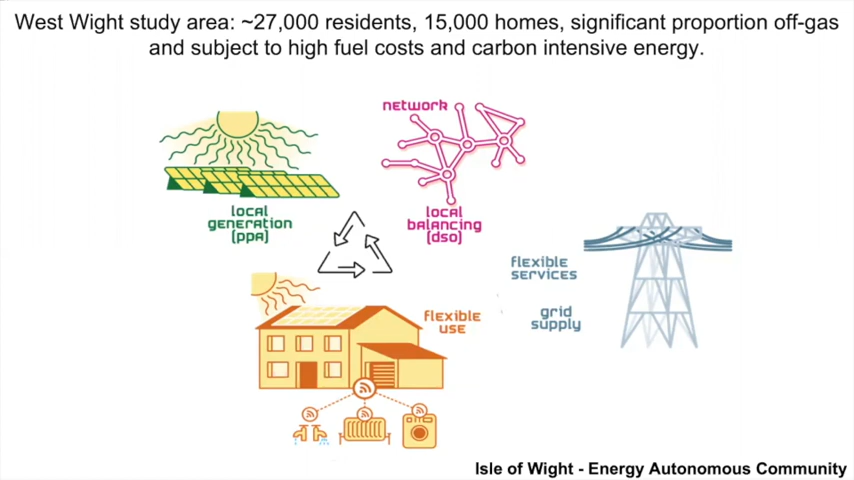 West Wight study area: ~27,000 residents, 15,000 homes, significant proportion off-gas
and subject to high fuel costs and carbon intensive energy.
network
local
generation
(ppa)
local
balancing
(dso)
flexible
services
grid
supply
flexible
use
Isle of Wight - Energy Autonomous Community